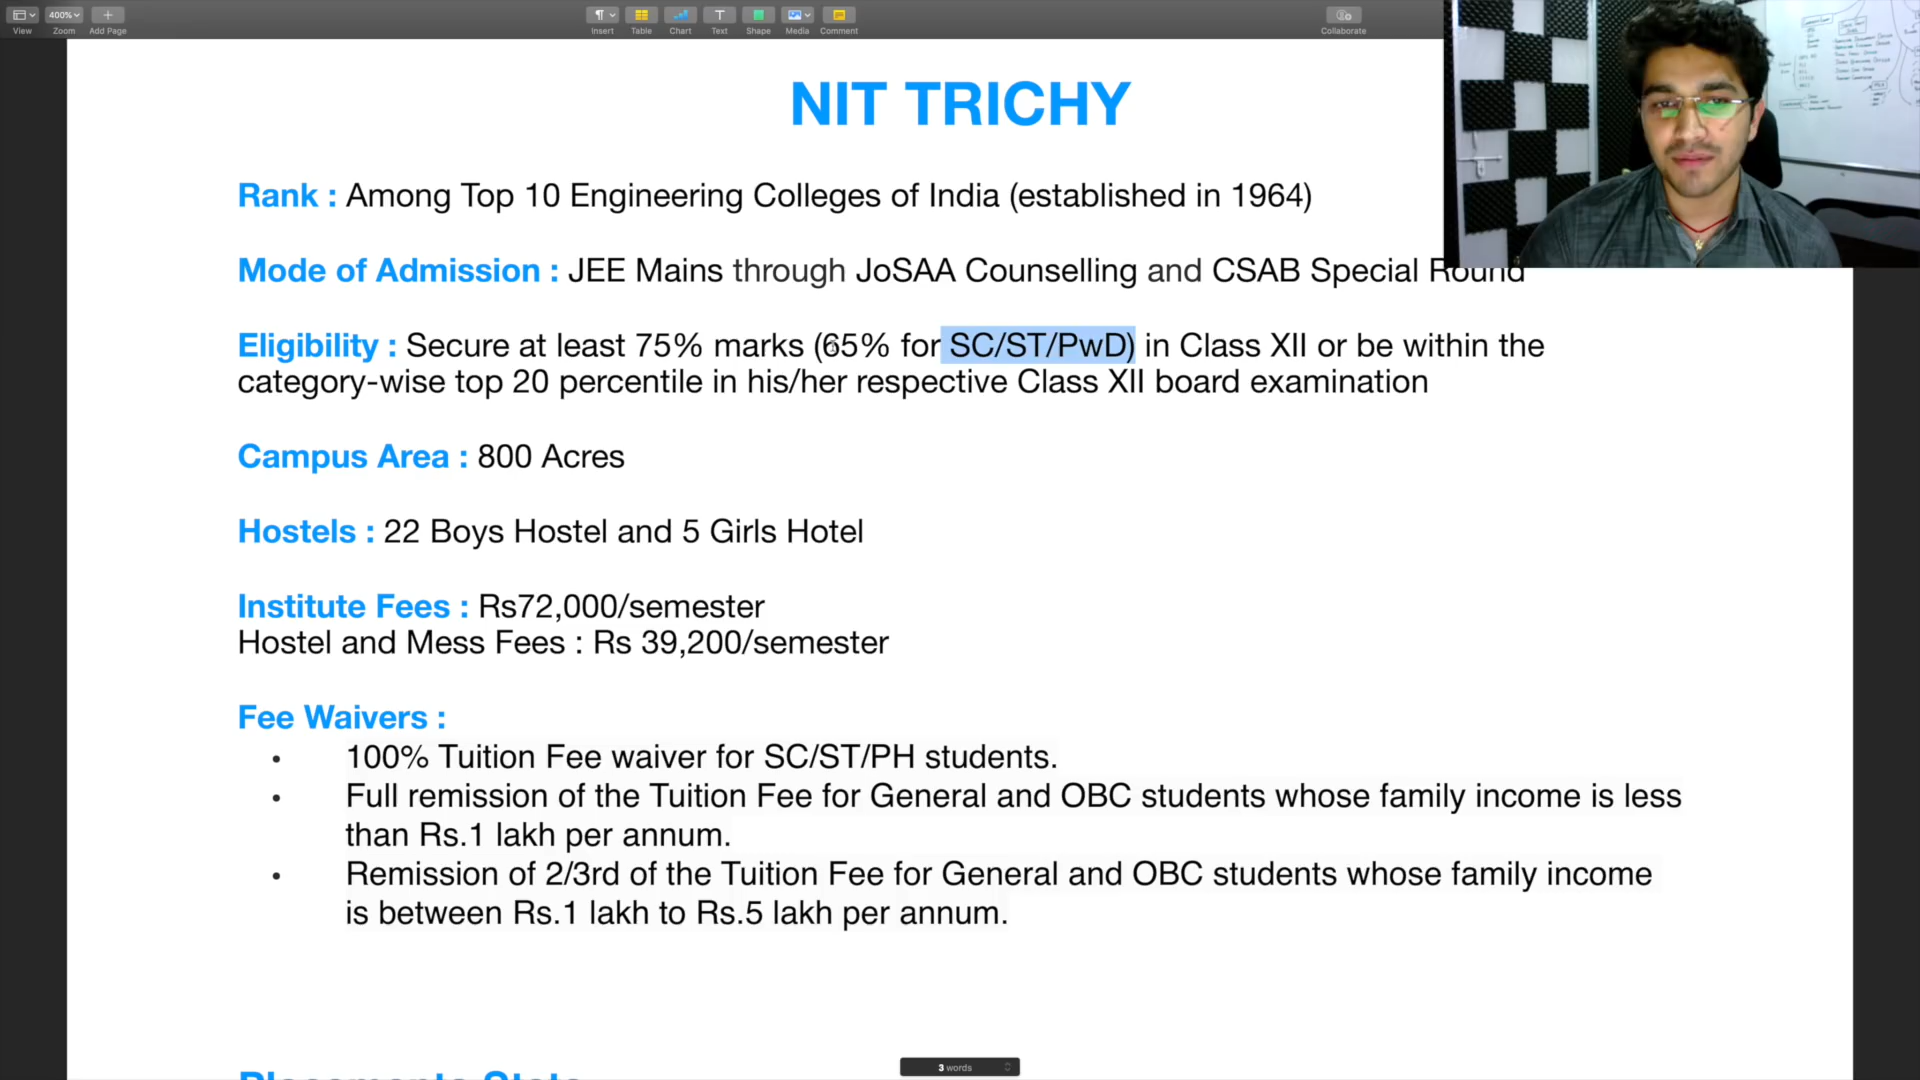 View
400%
Zoom
Add Page
Insert
Table
Chart
Text
Shape
Media
Comment
Collaborate
NIT TRICHY
Rank : Among Top 10 Engineering Colleges of India (established in 1964)
Mode of Admission : JEE Mains through JoSAA Counselling and CSAB Special Round
Eligibility : Secure at least 75% marks (65% for SC/ST/PwD) in Class XII or be within the
category-wise top 20 percentile in his/her respective Class XII board examination
Campus Area : 800 Acres
Hostels : 22 Boys Hostel and 5 Girls Hotel
Institute Fees : Rs72,000/semester
Hostel and Mess Fees : Rs 39,200/semester
Fee Waivers :
• 100% Tuition Fee waiver for SC/ST/PH students.
• Full remission of the Tuition Fee for General and OBC students whose family income is less
than Rs.1 lakh per annum.
• Remission of 2/3rd of the Tuition Fee for General and OBC students whose family income
is between Rs.1 lakh to Rs.5 lakh per annum.
3 words